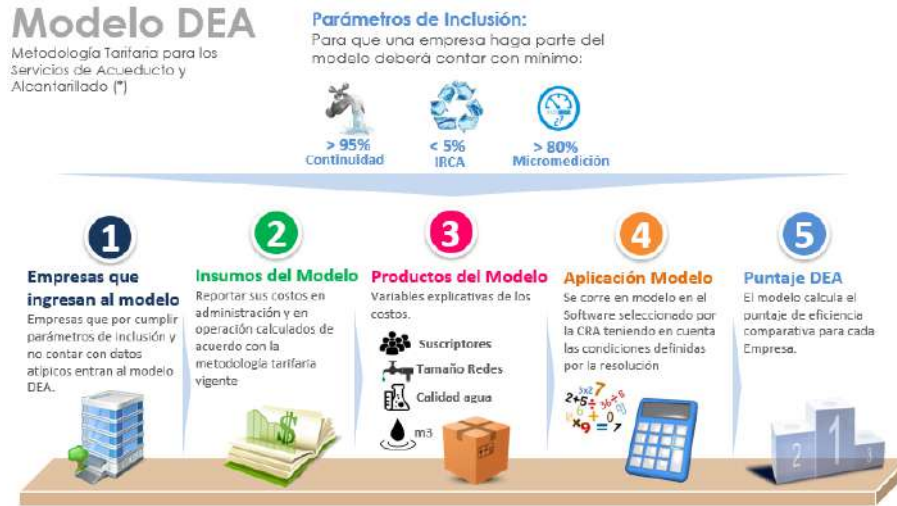 Modelo DEA
Metodología Tarifaria para los
Servicios de Acueducto y
Alcantarillado (*)
Parámetros de Inclusión:
Para que una empresa haga parte del
modelo deberá contar con mínimo:
> 95%
Continuidad
< 5%
IRCA
> 80%
Micromedición
1
Empresas que
ingresan al modelo
Empresas que por cumplir
parámetros de inclusión y
no contar con datos
atípicos entran al modelo
DEA.
2
Insumos del Modelo
Reportar sus costos en
administración y en
operación calculados de
acuerdo con la
metodología tarifaria
vigente
3
Productos del Modelo
Variables explicativas de los
costos.
Suscriptores
Tamaño Redes
Calidad agua
m3
4
Aplicación Modelo
Se corre en modelo en el
Software seleccionado por
la CRA teniendo en cuenta
las condiciones definidas
por la resolución
5
Puntaje DEA
El modelo calcula el
puntaje de eficiencia
comparativa para cada
Empresa.
2 1 3